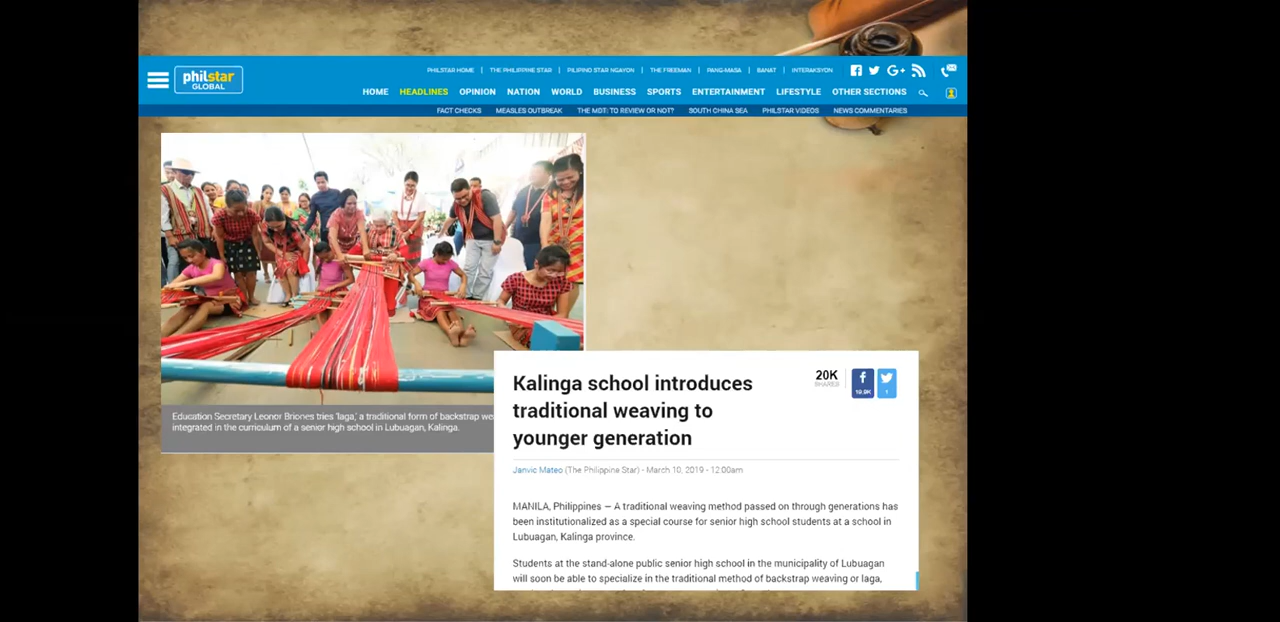 PHILSTAR HOME | THE PHILIPPINE STAR | PILIPINO STAR NGAYON | THE FREEMAN | PANG-MASA | BANAT | INTERAKSYON
philstar
GLOBAL
HOME HEADLINES OPINION NATION WORLD BUSINESS SPORTS ENTERTAINMENT LIFESTYLE OTHER SECTIONS
FACT CHECKS MEASLES OUTBREAK THE MDT: TO REVIEW OR NOT? SOUTH CHINA SEA PHILSTAR VIDEOS NEWS COMMENTARIES
Education Secretary Leonor Briones tries 'laga,' a traditional form of backstrap
integrated in the curriculum of a senior high school in Lubuagan, Kalinga.
Kalinga school introduces
traditional weaving to
younger generation
20K
SHARES
19.9K
1
Janvic Mateo (The Philippine Star) - March 10, 2019 - 12:00am
MANILA, Philippines — A traditional weaving method passed on through generations has
been institutionalized as a special course for senior high school students at a school in
Lubuagan, Kalinga province.
Students at the stand-alone public senior high school in the municipality of Lubuagan
will soon be able to specialize in the traditional method of backstrap weaving or laga,